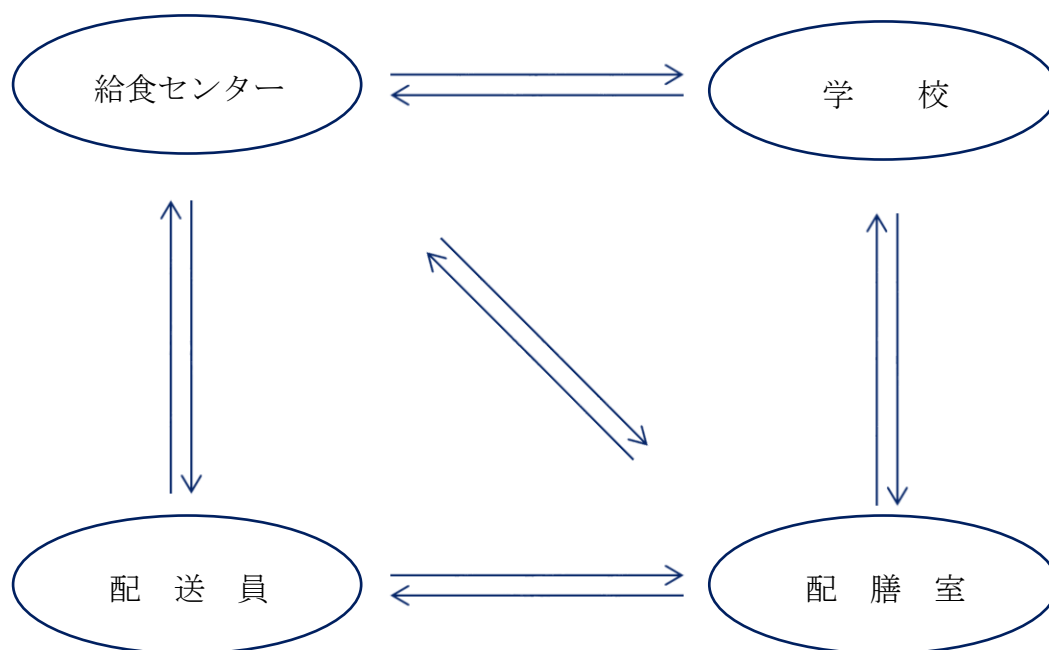 給食センター
学　校
配　送　員
配　膳　室